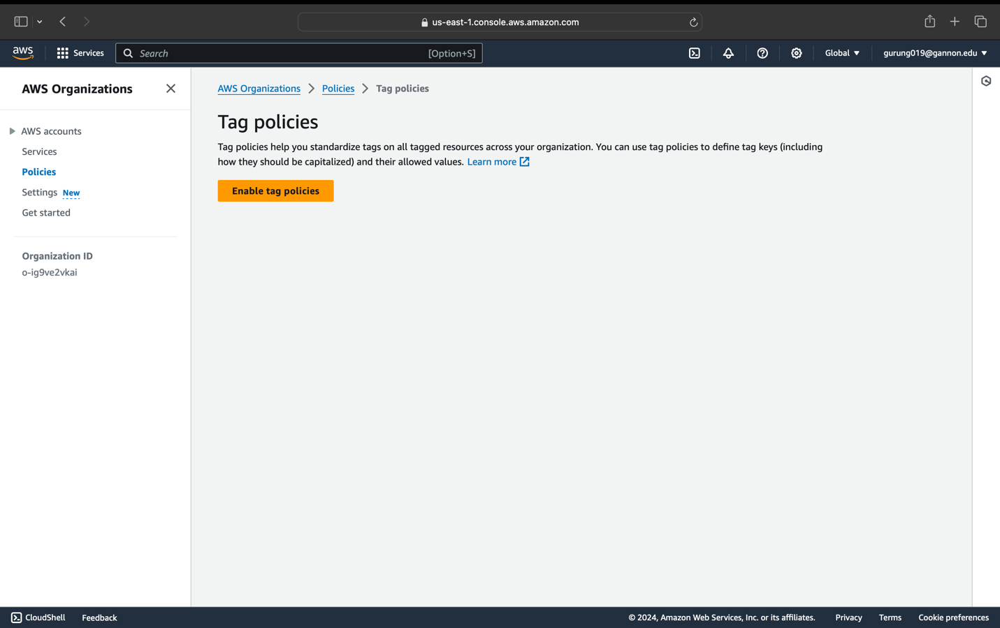 us-east-1.console.aws.amazon.com
aws
Services
Search
[Option+S]
Global
gurung019@gannon.edu
AWS Organizations
AWS accounts
Services
Policies
Settings New
Get started
Organization ID
o-ig9ve2vkai
AWS Organizations > Policies > Tag policies
Tag policies
Tag policies help you standardize tags on all tagged resources across your organization. You can use tag policies to define tag keys (including
how they should be capitalized) and their allowed values. Learn more
Enable tag policies
CloudShell
Feedback
© 2024, Amazon Web Services, Inc. or its affiliates.
Privacy
Terms
Cookie preferences